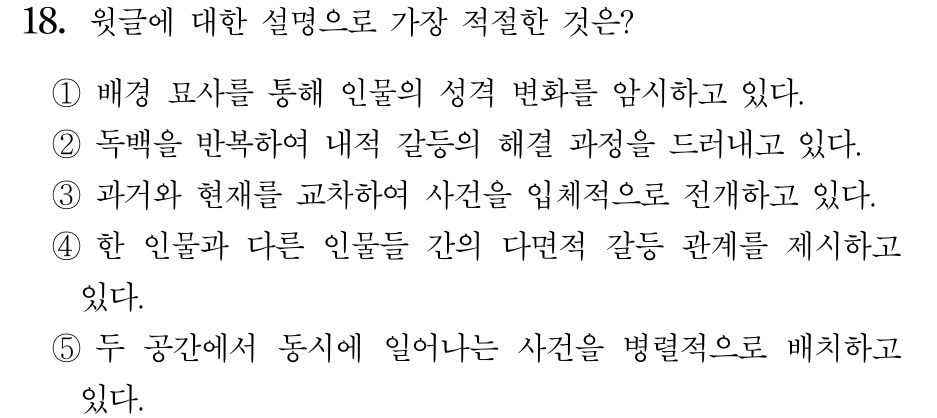 18. 윗글에 대한 설명으로 가장 적절한 것은?
① 배경 묘사를 통해 인물의 성격 변화를 암시하고 있다.
② 독백을 반복하여 내적 갈등의 해결 과정을 드러내고 있다.
③ 과거와 현재를 교차하여 사건을 입체적으로 전개하고 있다.
④ 한 인물과 다른 인물들 간의 다면적 갈등 관계를 제시하고
있다.
⑤ 두 공간에서 동시에 일어나는 사건을 병렬적으로 배치하고
있다.